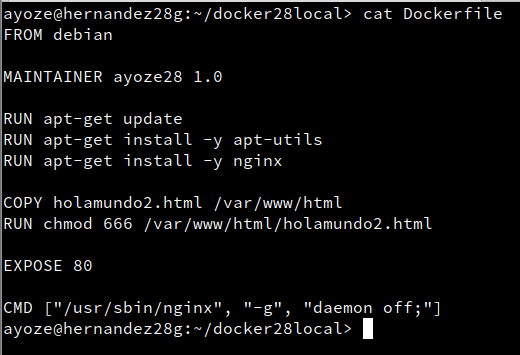 ayoze@hernandez28g:~/docker28local> cat Dockerfile
FROM debian
MAINTAINER ayoze28 1.0
RUN apt-get update
RUN apt-get install -y apt-utils
RUN apt-get install -y nginx
COPY holamundo2.html /var/www/html
RUN chmod 666 /var/www/html/holamundo2.html
EXPOSE 80
CMD ["/usr/sbin/nginx", "-g", "daemon off;"]
ayoze@hernandez28g:~/docker28local>